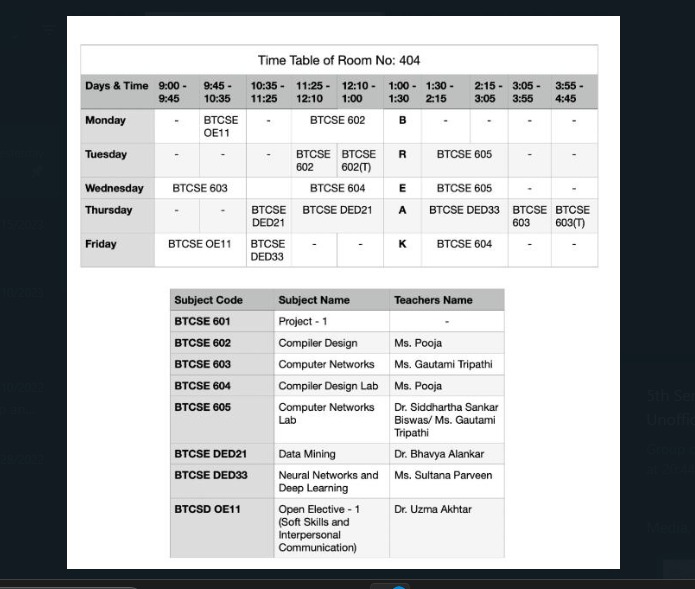 Time Table of Room No: 404
Days & Time 9:00 - 9:45 9:45 - 10:35 10:35 - 11:25 11:25 - 12:10 12:10 - 1:00 1:00 - 1:30 1:30 - 2:15 2:15 - 3:05 3:05 - 3:55 3:55 - 4:45
Monday - BTCSE OE11 - BTCSE 602 B - - - -
Tuesday - - - BTCSE 602 BTCSE 602(T) R BTCSE 605 - -
Wednesday BTCSE 603 BTCSE 604 E BTCSE 605 - -
Thursday - - BTCSE DED21 BTCSE DED21 A BTCSE DED33 BTCSE 603 BTCSE 603(T)
Friday BTCSE OE11 BTCSE DED33 - - K BTCSE 604 - -
Subject Code Subject Name Teachers Name
BTCSE 601 Project - 1 -
BTCSE 602 Compiler Design Ms. Pooja
BTCSE 603 Computer Networks Ms. Gautami Tripathi
BTCSE 604 Compiler Design Lab Ms. Pooja
BTCSE 605 Computer Networks Lab Dr. Siddhartha Sankar Biswas/ Ms. Gautami Tripathi
BTCSE DED21 Data Mining Dr. Bhavya Alankar
BTCSE DED33 Neural Networks and Deep Learning Ms. Sultana Parveen
BTCSD OE11 Open Elective - 1 (Soft Skills and Interpersonal Communication) Dr. Uzma Akhtar